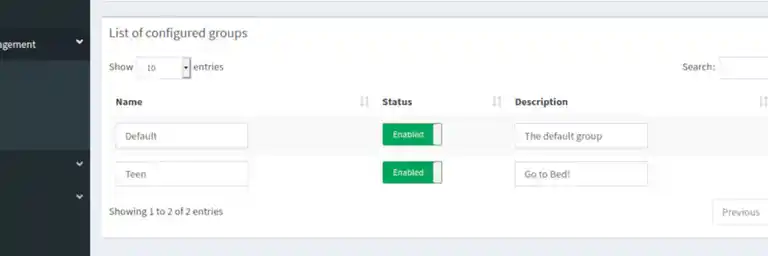 agement
List of configured groups
Show 10 entries
Search:
Name Status Description
Default Enabled The default group
Teen Enabled Go to Bed!
Showing 1 to 2 of 2 entries
Previous